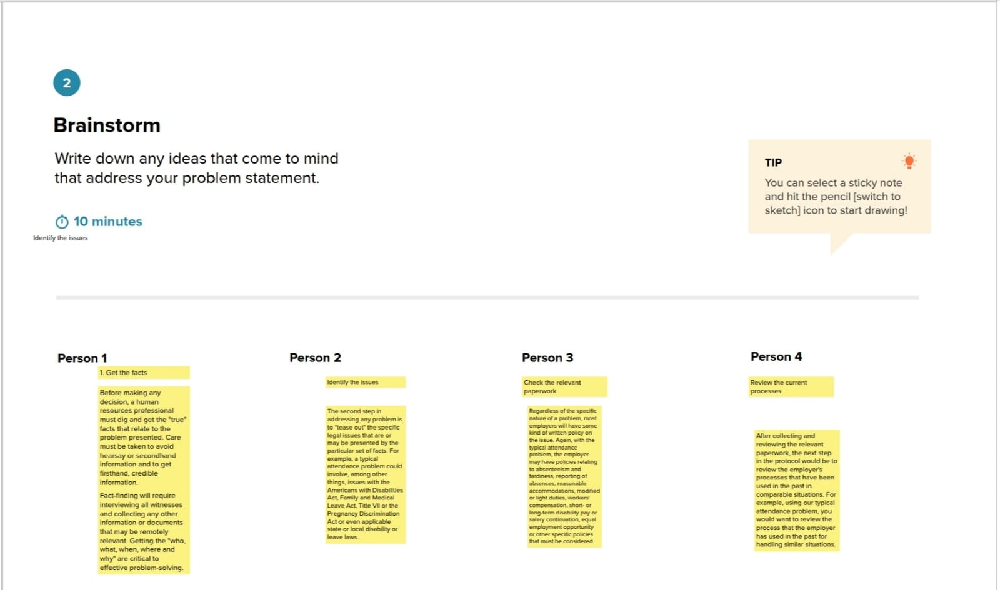 2
Brainstorm
Write down any ideas that come to mind
that address your problem statement.
10 minutes
Identify the issues
TIP
You can select a sticky note
and hit the pencil [switch to
sketch] icon to start drawing!
Person 1
1. Get the facts
Before making any
decision, a human
resources professional
must dig and get the "true"
facts that relate to the
problem presented. Care
must be taken to avoid
hearsay or secondhand
information and to get
firsthand, credible
information.
Fact-finding will require
interviewing all witnesses
and collecting any other
information or documents
that may be remotely
relevant. Getting the "who,
what, when, where and
why" are critical to
effective problem-solving.
Person 2
Identify the issues
The second step in
addressing any problem is
to "tease out" the specific
legal issues that are or
may be presented by the
particular set of facts. For
example, a typical
attendance problem could
involve, among other
things, issues with the
Americans with Disabilities
Act, Family and Medical
Leave Act, Title VII or the
Pregnancy Discrimination
Act or even applicable
state or local disability or
leave laws.
Person 3
Check the relevant
paperwork
Regardless of the specific
nature of a problem, most
employers will have some
kind of written policy on
the issue. Again, with the
typical attendance
problem, the employer
may have policies relating
to absenteeism and
tardiness, reporting of
absences, reasonable
accommodations, modified
or light duties, workers'
compensation, short- or
long-term disability pay or
salary continuation, equal
employment opportunity
or other specific policies
that must be considered.
Person 4
Review the current
processes
After collecting and
reviewing the relevant
paperwork, the next step
in the protocol would be to
review the employer's
processes that have been
used in the past in
comparable situations. For
example, using our typical
attendance problem, you
would want to review the
process that the employer
has used in the past for
handling similar situations.